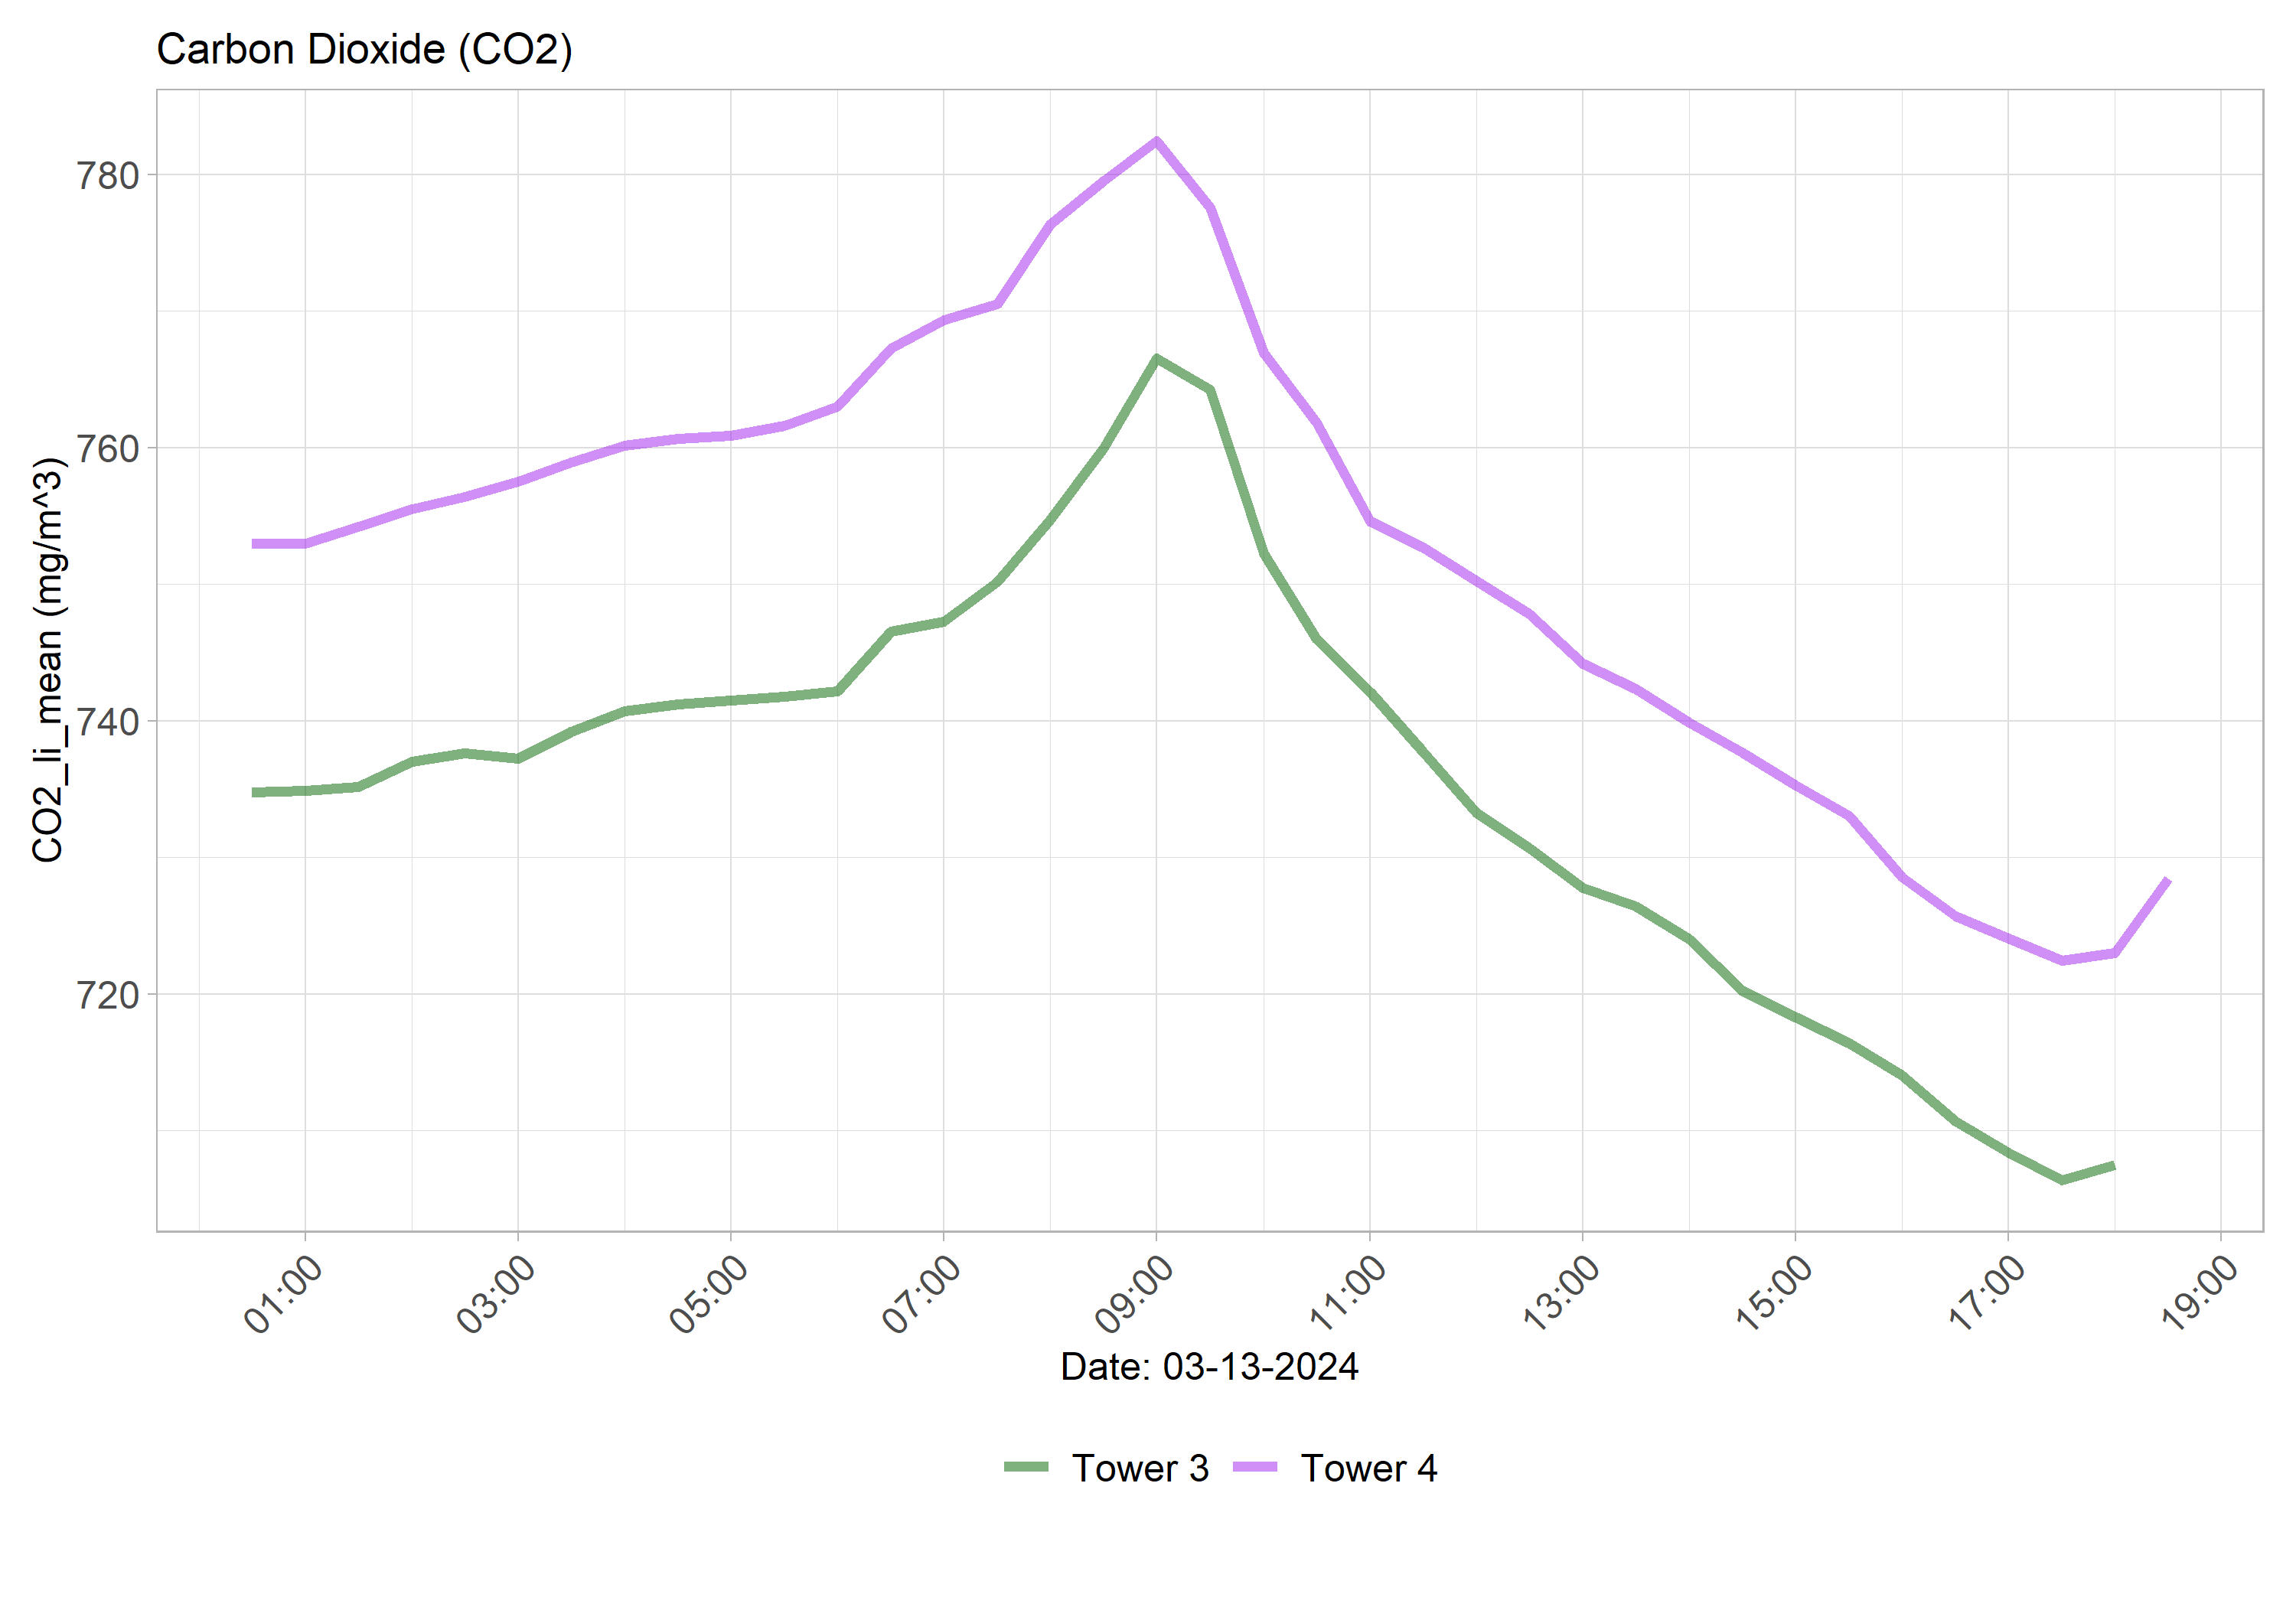 Carbon Dioxide (CO2)
CO2_li_mean (mg/m^3)
780
760
740
720
01:00
03:00
05:00
07:00
09:00
11:00
13:00
15:00
17:00
19:00
Date: 03-13-2024
Tower 3
Tower 4